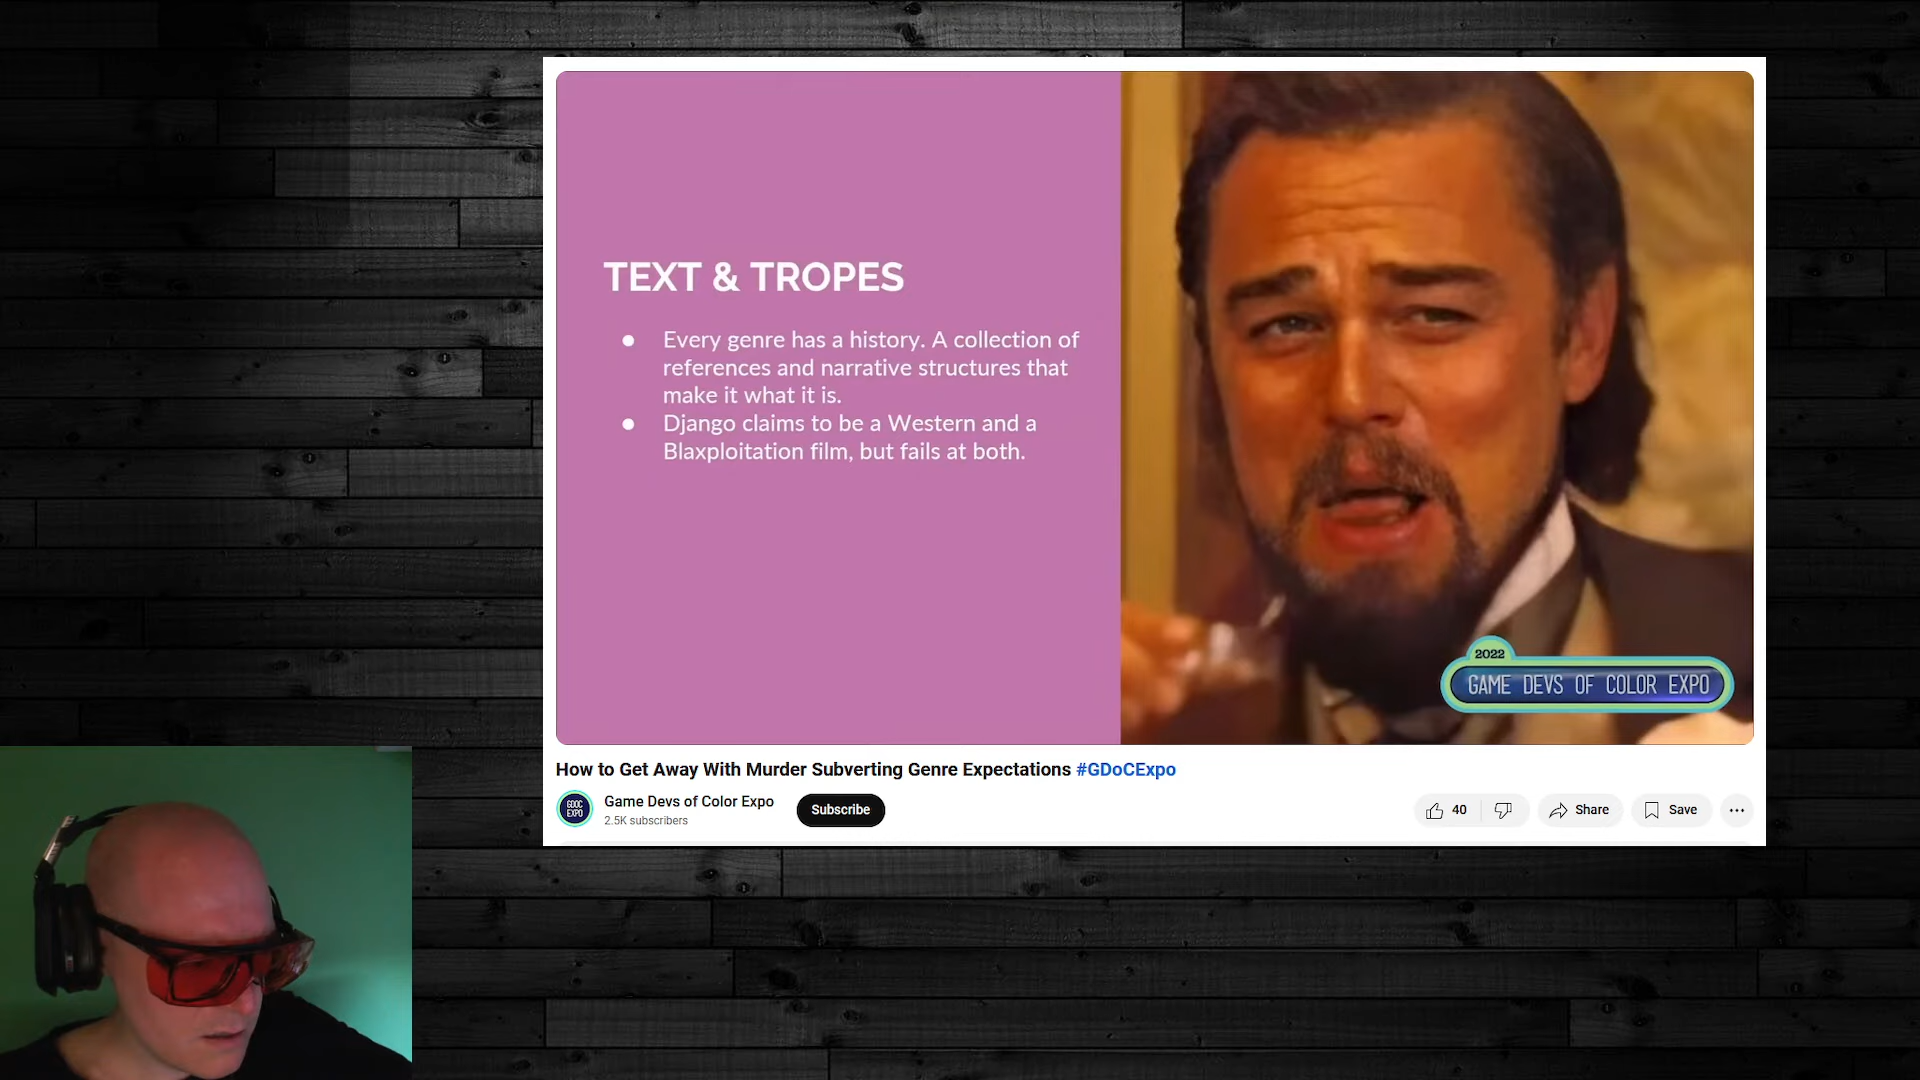 TEXT & TROPES
● Every genre has a history. A collection of
references and narrative structures that
make it what it is.
● Django claims to be a Western and a
Blaxploitation film, but fails at both.
2022
GAME DEVS OF COLOR EXPO
How to Get Away With Murder Subverting Genre Expectations #GDoCExpo
GDOC
EXPO
Game Devs of Color Expo
2.5K subscribers
Subscribe
40
Share
Save